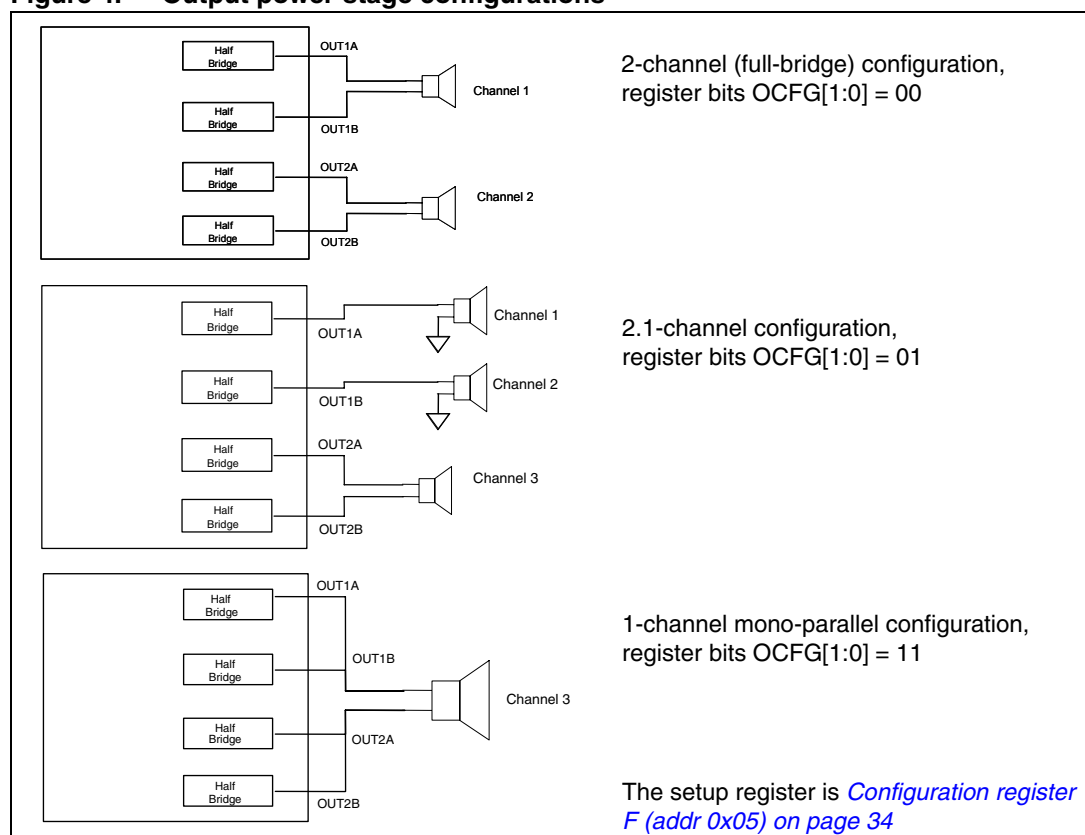 Figure 4. Output power stage configurations
Half
Bridge
OUT1A
Half
Bridge
OUT1B
Channel 1
Half
Bridge
OUT2A
Half
Bridge
OUT2B
Channel 2
2-channel (full-bridge) configuration,
register bits OCFG[1:0] = 00
Half
Bridge
OUT1A
Channel 1
Half
Bridge
OUT1B
Channel 2
Half
Bridge
OUT2A
Half
Bridge
OUT2B
Channel 3
2.1-channel configuration,
register bits OCFG[1:0] = 01
Half
Bridge
OUT1A
Half
Bridge
OUT1B
Half
Bridge
OUT2A
Half
Bridge
OUT2B
Channel 3
1-channel mono-parallel configuration,
register bits OCFG[1:0] = 11
The setup register is Configuration register
F (addr 0x05) on page 34